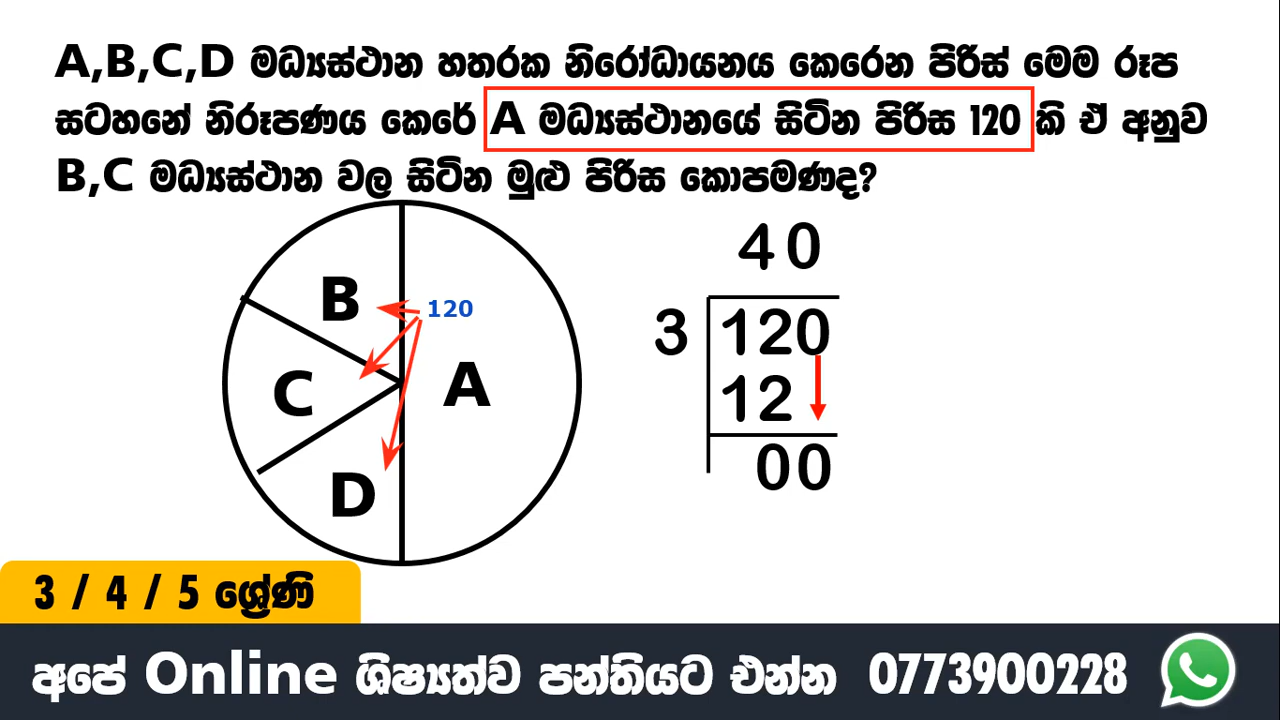 A,B,C,D මධ්‍යස්ථාන හතරක නිරෝධායනය කෙරෙන පිරිස් මෙම රූප
සටහනේ නිරූපණය කෙරේ A මධ්‍යස්ථානයේ සිටින පිරිස 120 කි ඒ අනුව
B,C මධ්‍යස්ථාන වල සිටින මුළු පිරිස කොපමණද?
B
120
C
A
D
40
3 120
12
00
3 / 4 / 5 ශ්‍රේණි
අපේ Online ශිෂ්‍යත්ව පන්තියට එන්න 0773900228